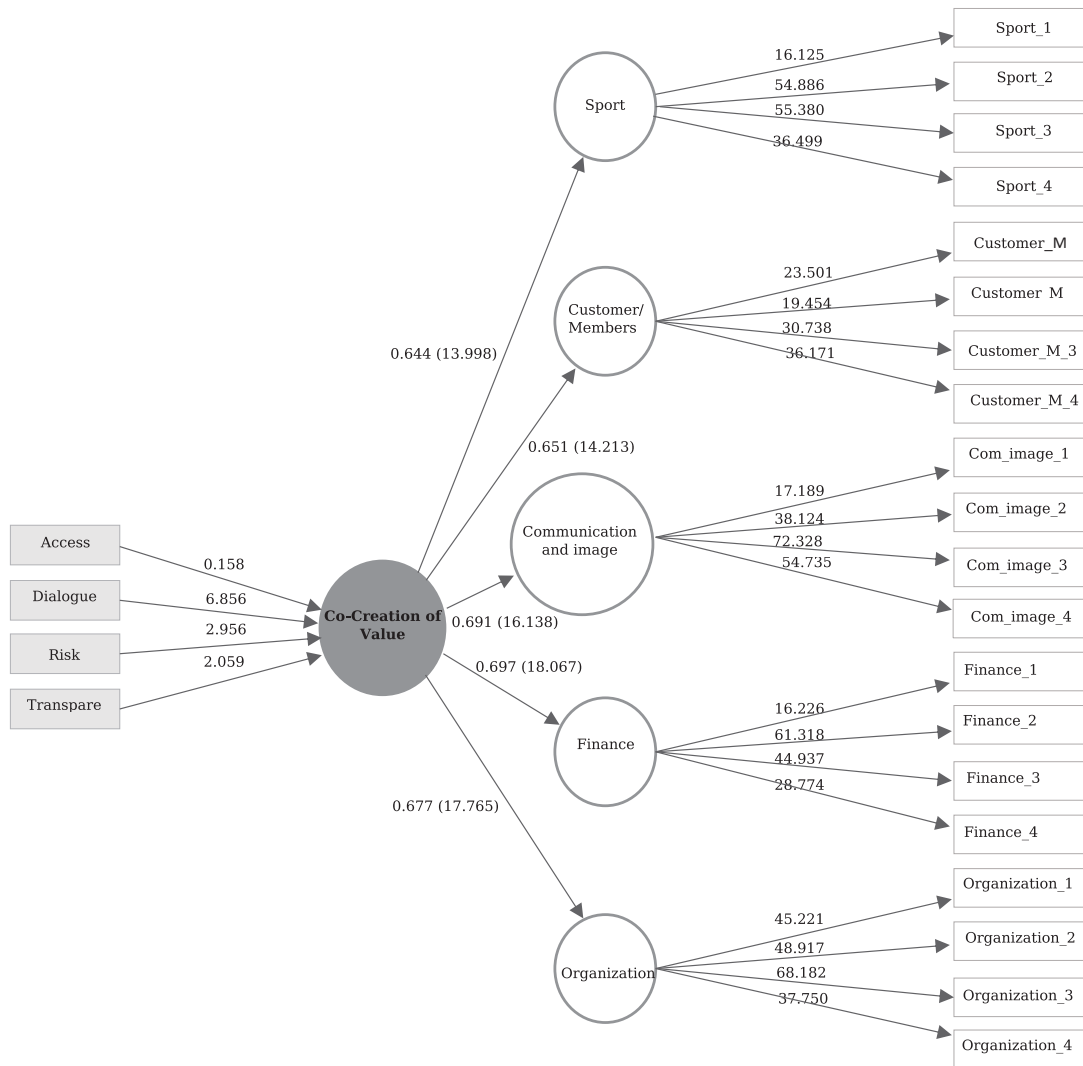 Sport_1
16.125
54.886
Sport_2
Sport
55.380
Sport_3
36.499
Sport_4
Customer_M
23.501
Customer M
19.454
Customer/
Members
30.738
Customer_M_3
36.171
0.644 (13.998)
Customer_M_4
0.651 (14.213)
Com_image_1
17.189
Com_image_2
38.124
Communication
and image
72.328
54.735
Com_image_3
Com_image_4
Access
0.158
Dialogue
6.856
2.956
Risk
2.059
Transpare
Co-Creation of
Value
0.691 (16.138)
0.697 (18.067)
Finance_1
16.226
Finance_2
61.318
Finance
44.937
Finance_3
28.774
Finance_4
0.677 (17.765)
Organization_1
45.221
Organization_2
48.917
Organization
68.182
Organization_3
37.750
Organization_4